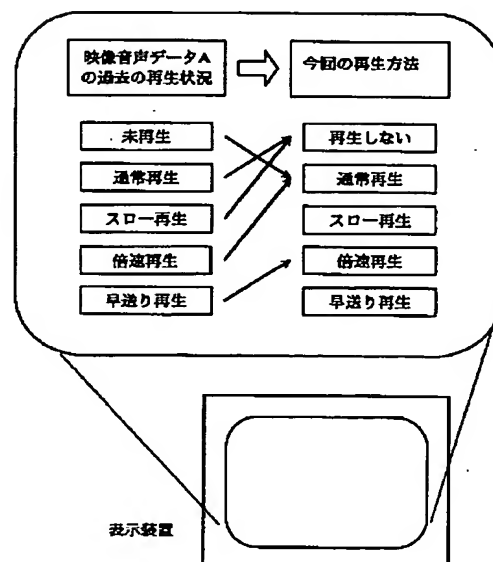 映像音声データA
の過去の再生状況
今回の再生方法
未再生
再生しない
通常再生
通常再生
スロー再生
スロー再生
倍速再生
倍速再生
早送り再生
早送り再生
表示装置